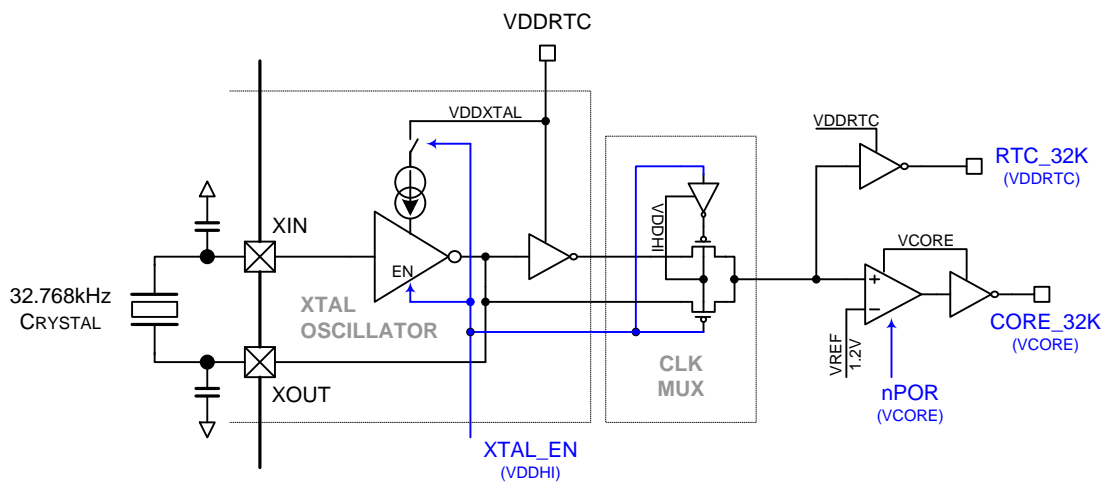 VDDRTC
VDDXTAL
VDDRTC
RTC_32K
(VDDRTC)
VDDHI
XIN
VCORE
EN
32.768kHz
CRYSTAL
XTAL
OSCILLATOR
+
−
CORE_32K
(VCORE)
VREF
1.2V
CLK
MUX
XOUT
nPOR
(VCORE)
XTAL_EN
(VDDHI)